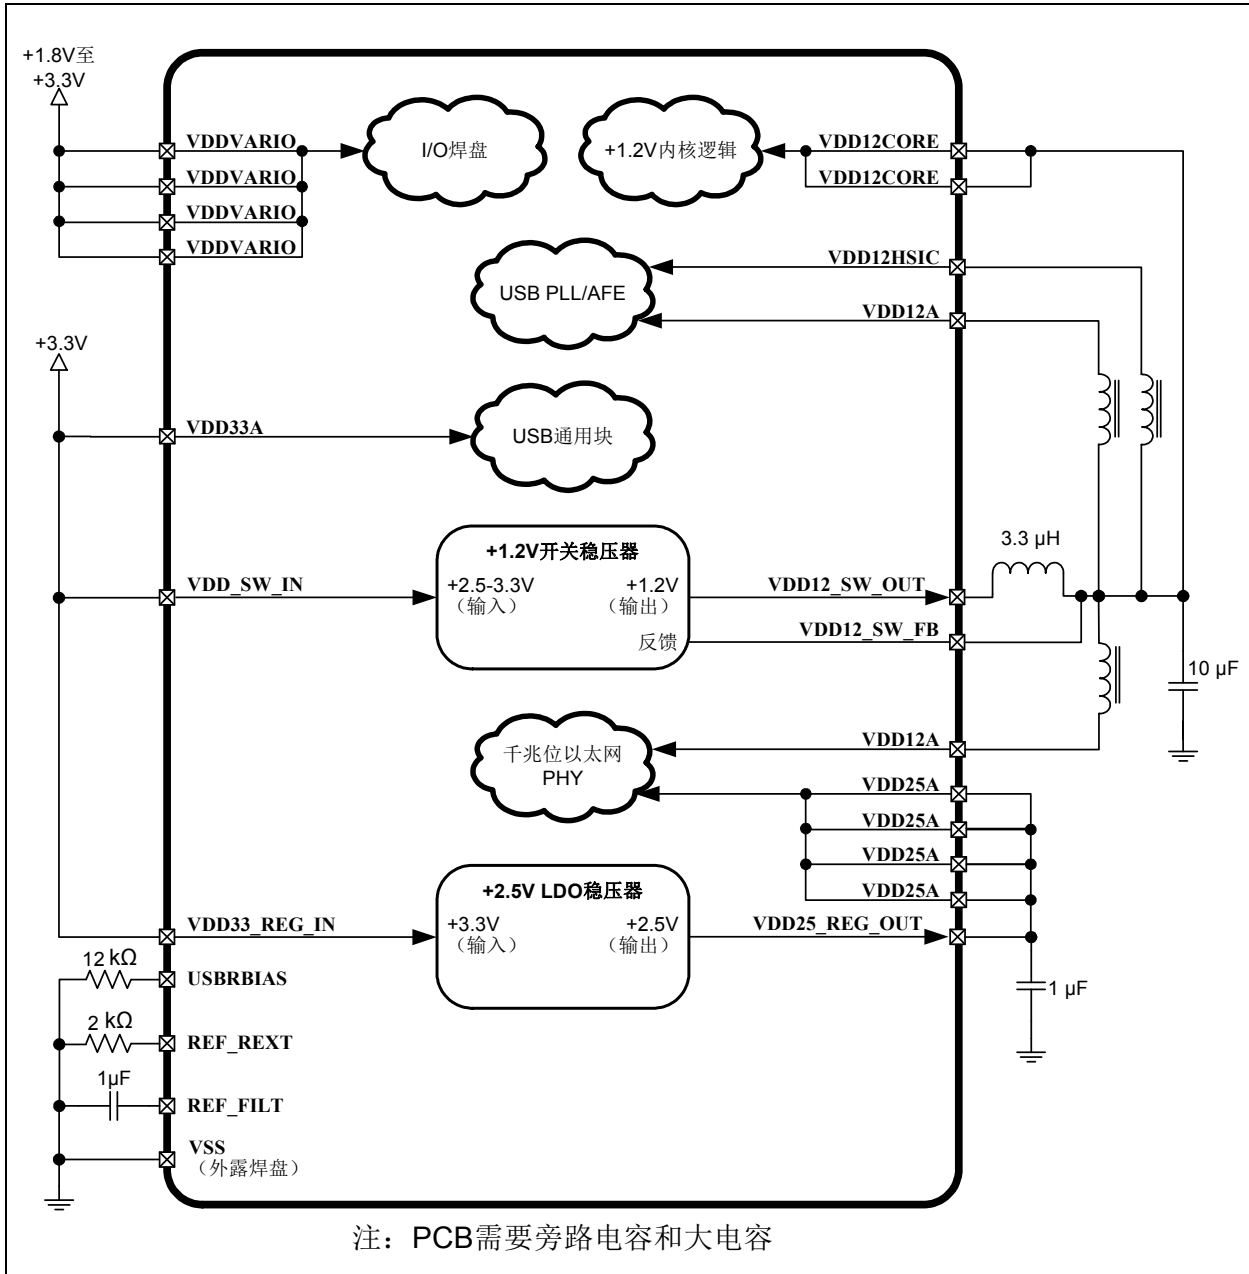 +1.8V至
+3.3V
VDDVARIO
VDDVARIO
VDDVARIO
VDDVARIO
I/O焊盘
+1.2V内核逻辑
VDD12CORE
VDD12CORE
VDD12HSIC
USB PLL/AFE
VDD12A
+3.3V
VDD33A
USB通用块
+1.2V开关稳压器
3.3 µH
VDD_SW_IN
+2.5-3.3V
（输入）
+1.2V
（输出）
VDD12_SW_OUT
反馈
VDD12_SW_FB
10 µF
千兆位以太网
PHY
VDD12A
VDD25A
VDD25A
VDD25A
VDD25A
+2.5V LDO稳压器
VDD33_REG_IN
+3.3V
（输入）
+2.5V
（输出）
VDD25_REG_OUT
12 kΩ
USBRBIAS
1 µF
2 kΩ
REF_REXT
1µF
REF_FILT
VSS
（外露焊盘）
注：PCB需要旁路电容和大电容